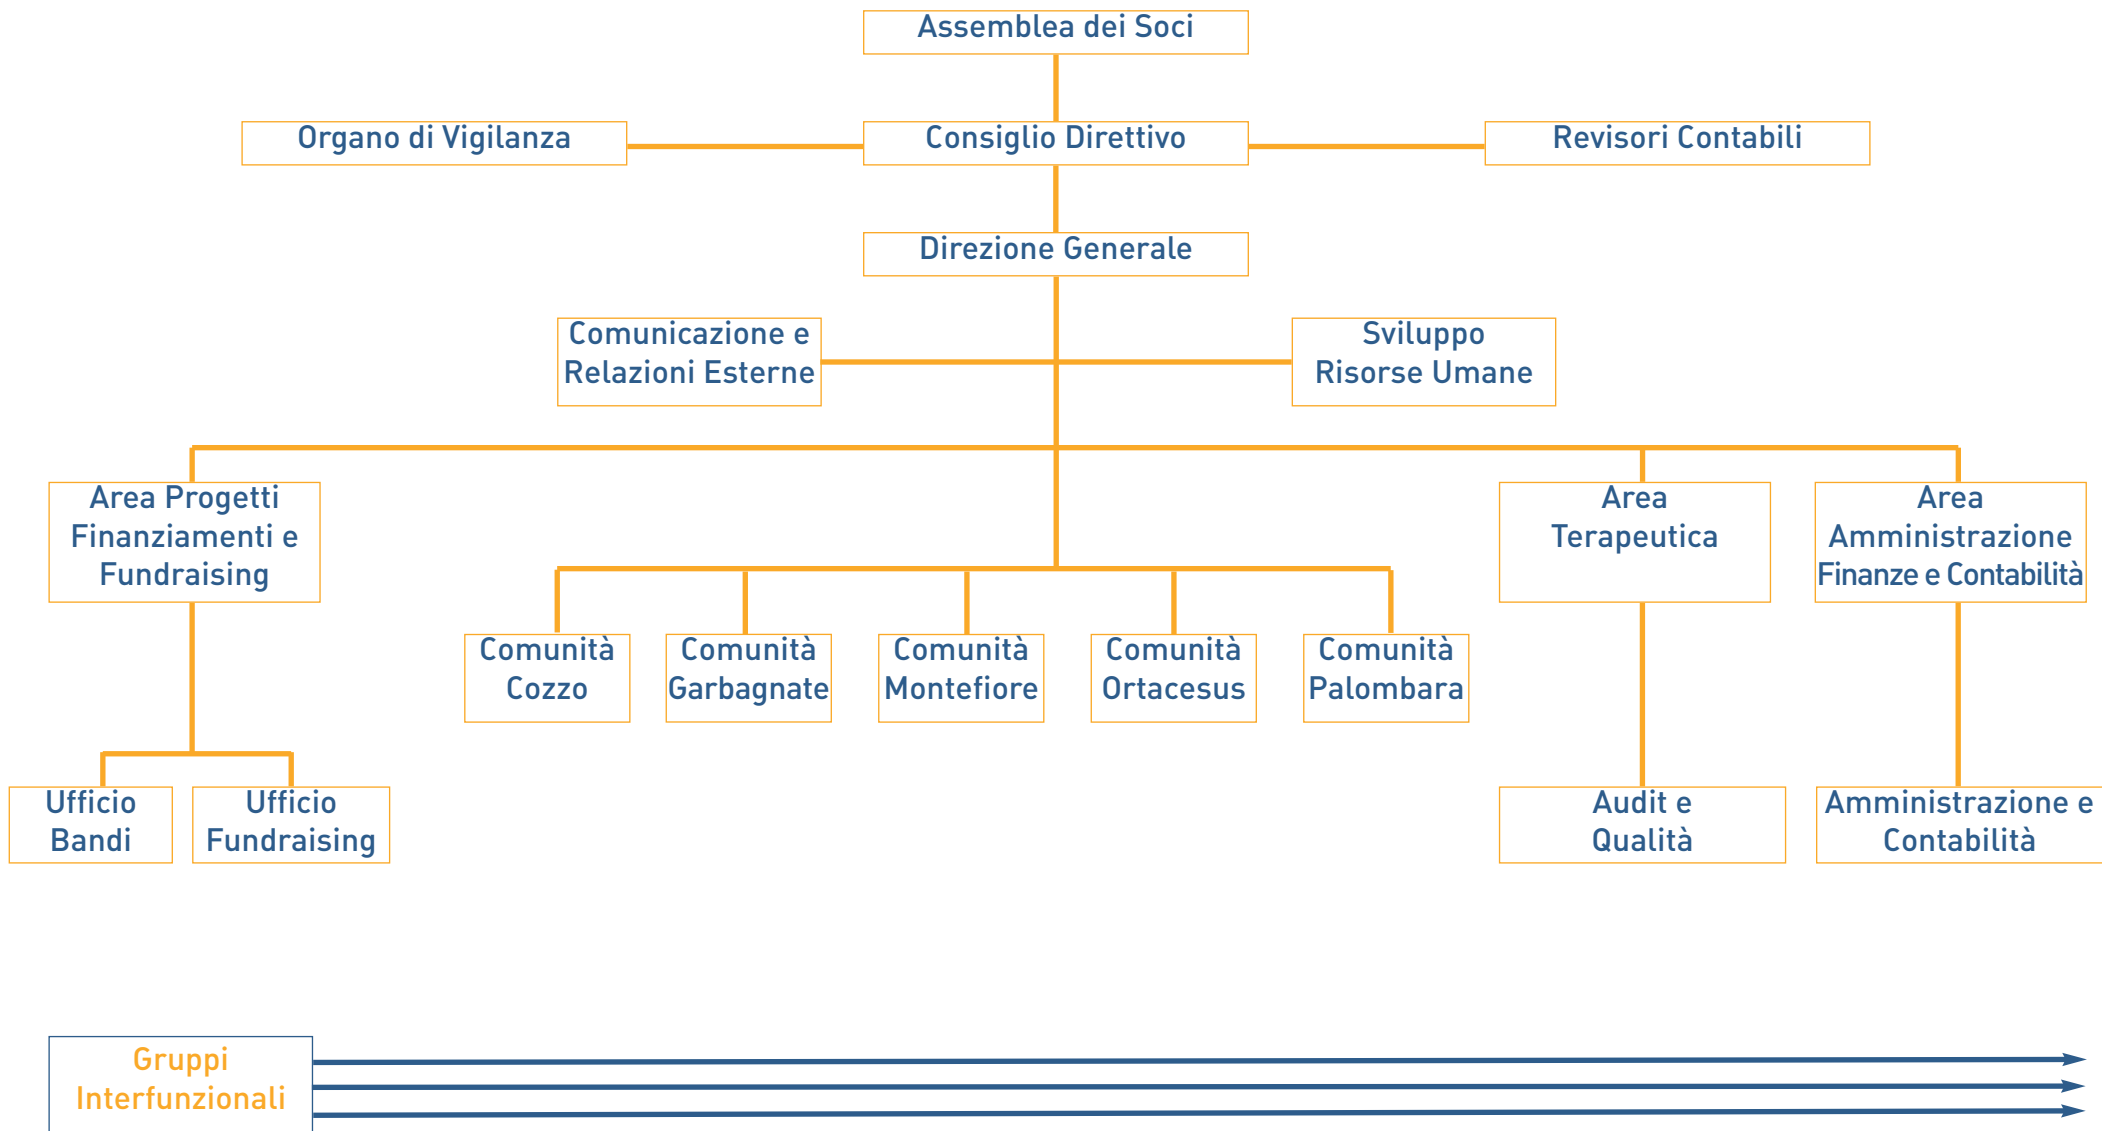 Assemblea dei Soci
Organo di Vigilanza
Consiglio Direttivo
Revisori Contabili
Direzione Generale
Comunicazione e
Relazioni Esterne
Sviluppo
Risorse Umane
Area Progetti
Finanziamenti e
Fundraising
Area
Terapeutica
Area
Amministrazione
Finanze e Contabilità
Comunità
Cozzo
Comunità
Garbagnate
Comunità
Montefiore
Comunità
Ortacesus
Comunità
Palombara
Ufficio
Bandi
Ufficio
Fundraising
Audit e
Qualità
Amministrazione e
Contabilità
Gruppi
Interfunzionali